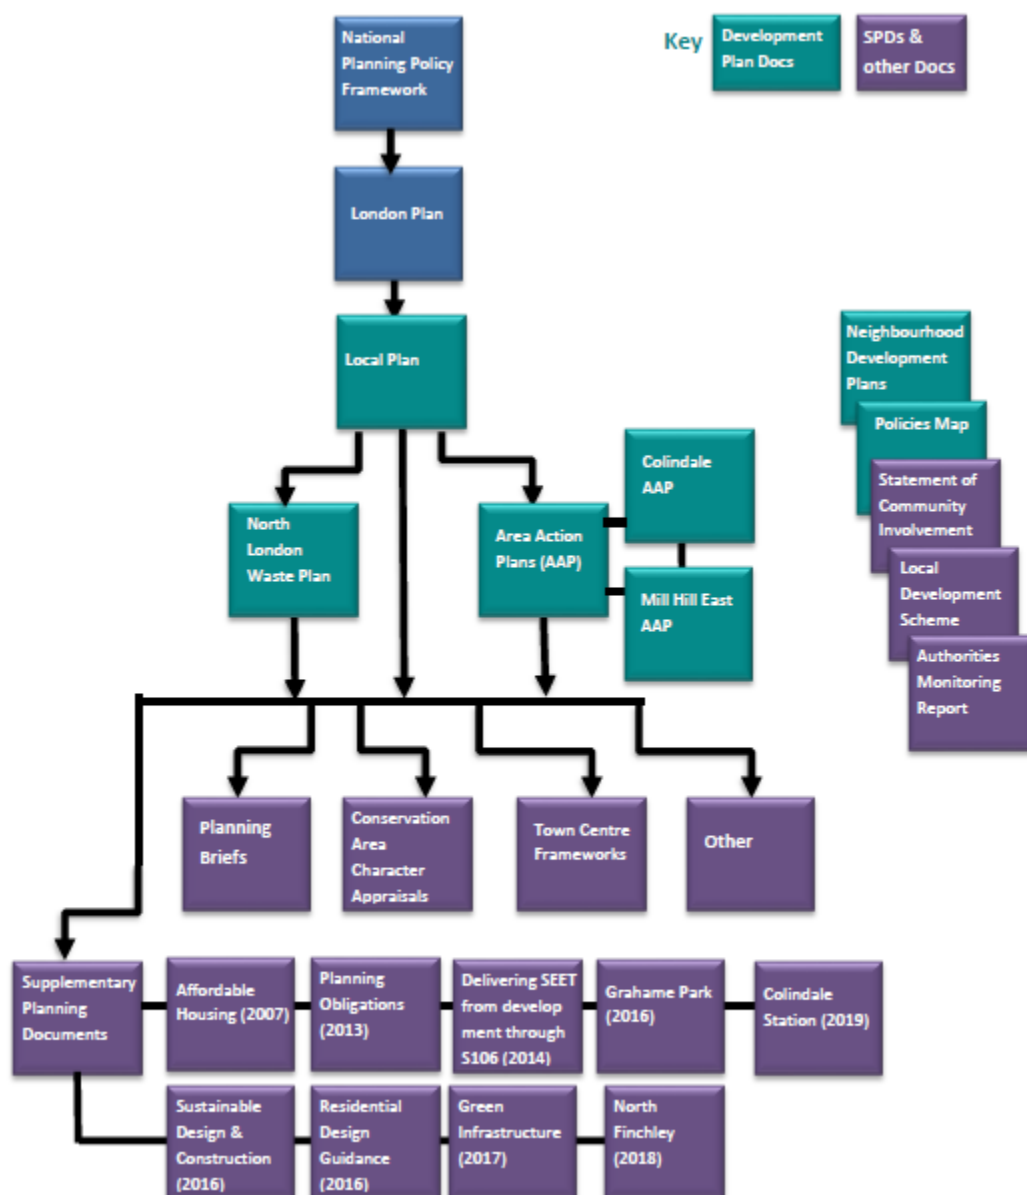 National
Planning Policy
Framework
Key
Development
Plan Docs
SPDs &
other Docs
London Plan
Local Plan
Neighbourhood
Development
Plans
Policies Map
Statement of
Community
Involvement
Local
Development
Scheme
Authorities
Monitoring
Report
North
London
Waste Plan
Area Action
Plans (AAP)
Colindale
AAP
Mill Hill East
AAP
Planning
Briefs
Conservation
Area
Character
Appraisals
Town Centre
Frameworks
Other
Supplementary
Planning
Documents
Affordable
Housing (2007)
Planning
Obligations
(2013)
Delivering SEET
from develop
ment through
S106 (2014)
Grahame Park
(2016)
Colindale
Station (2019)
Sustainable
Design &
Construction
(2016)
Residential
Design
Guidance
(2016)
Green
Infrastructure
(2017)
North
Finchley
(2018)